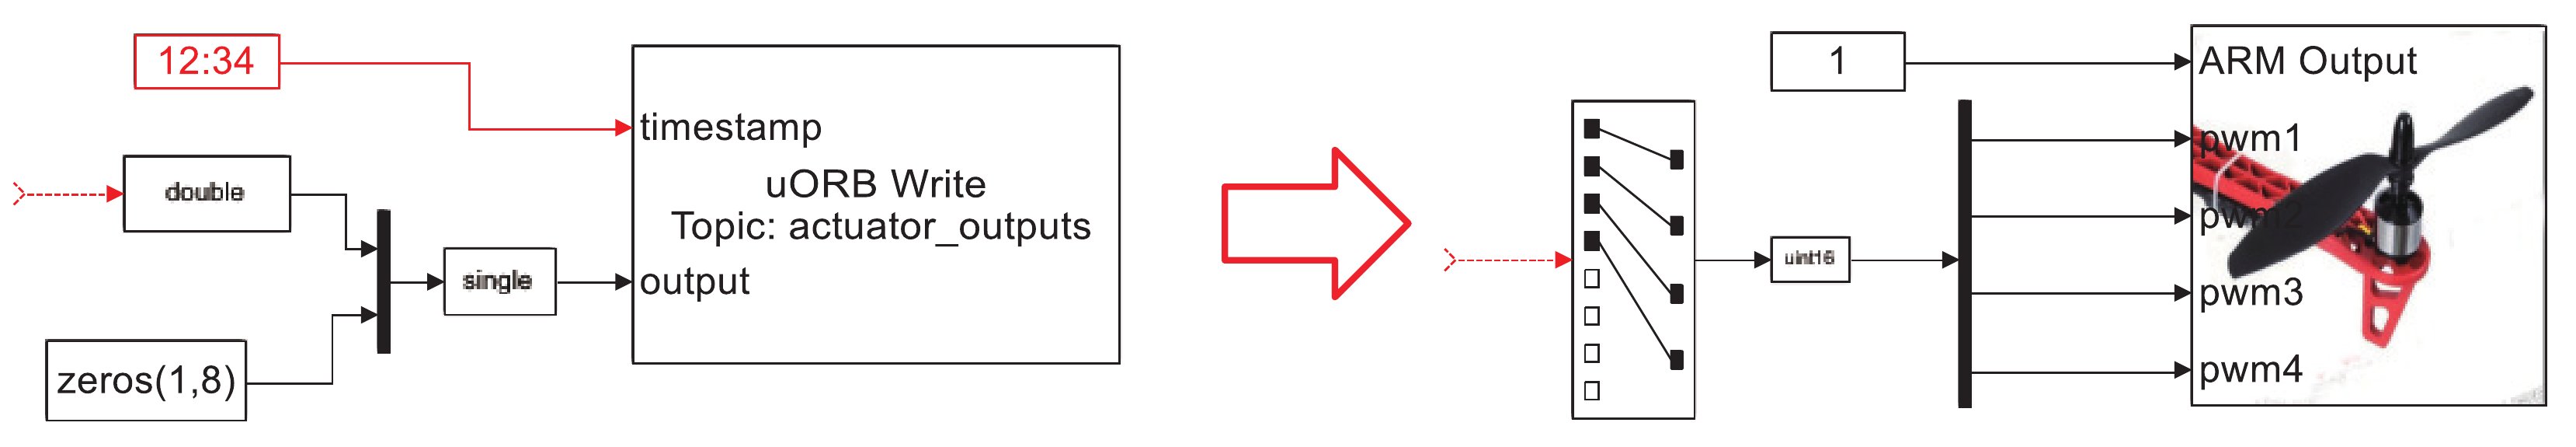 12:34
timestamp
double
uORB Write
Topic: actuator_outputs
single
output
zeros(1,8)
1
ARM Output
pwm1
pwm2
uint16
pwm3
pwm4